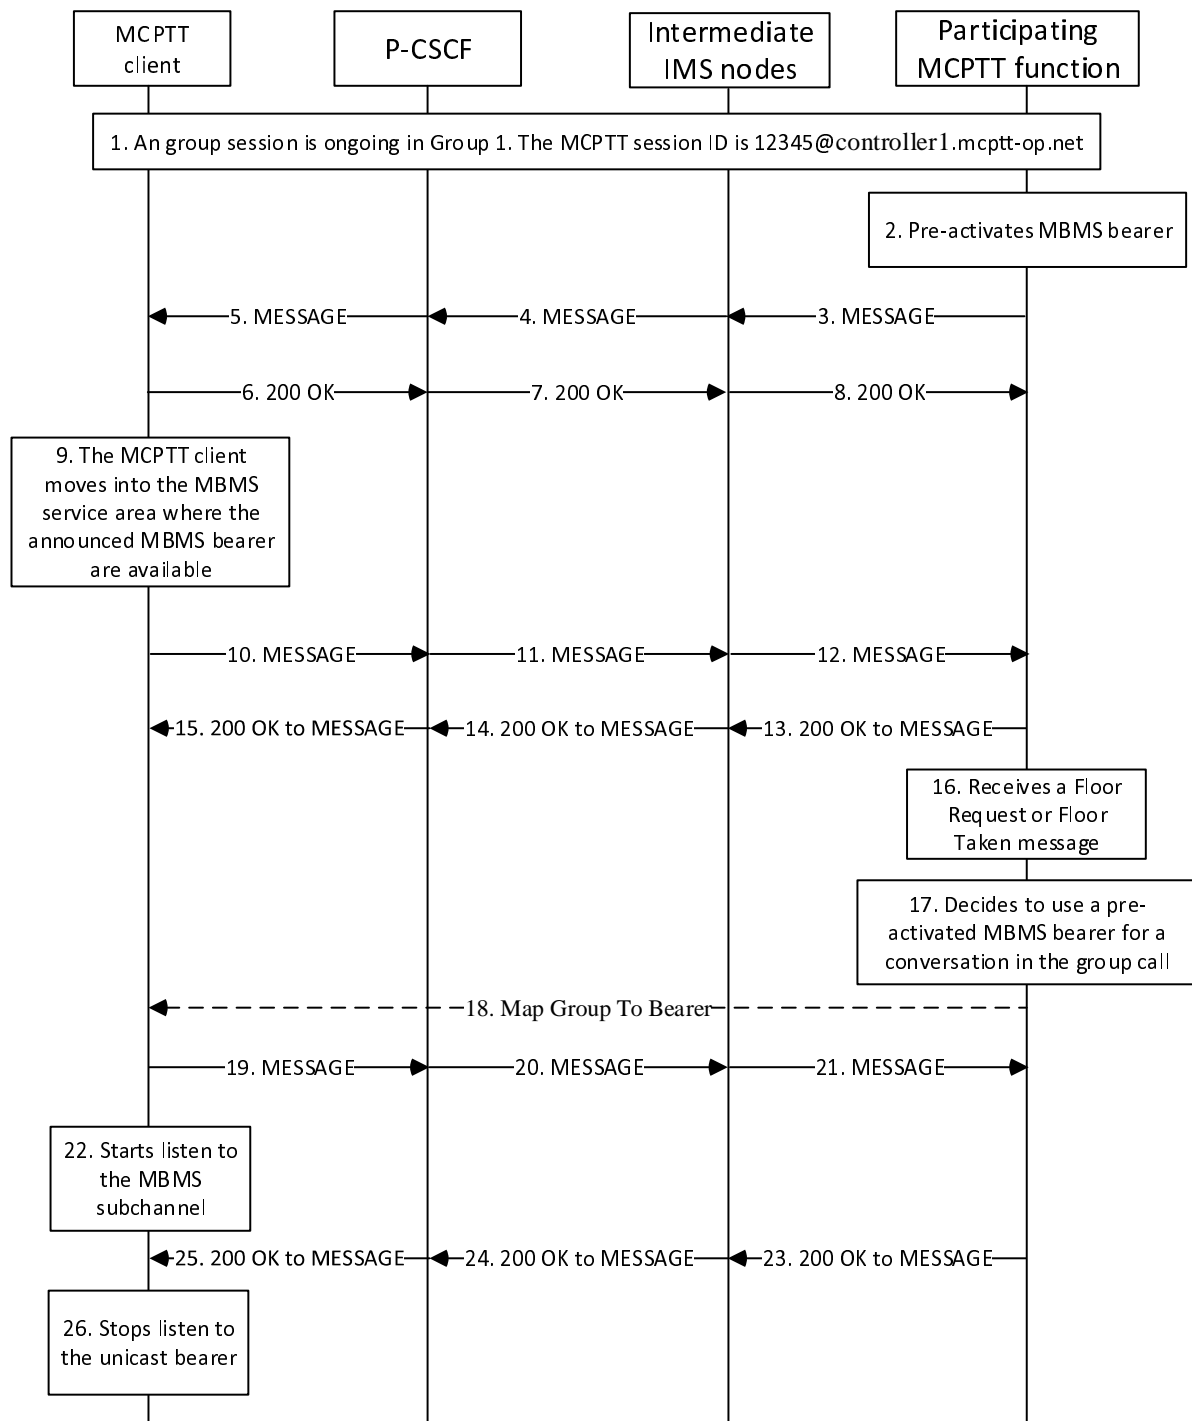 MCPTT
client
P-CSCF
Intermediate
IMS nodes
Participating
MCPTT function
1. An group session is ongoing in Group 1. The MCPTT session ID is 12345@controller1.mcptt-op.net
2. Pre-activates MBMS bearer
5. MESSAGE
4. MESSAGE
3. MESSAGE
6. 200 OK
7. 200 OK
8. 200 OK
9. The MCPTT client
moves into the MBMS
service area where the
announced MBMS bearer
are available
10. MESSAGE
11. MESSAGE
12. MESSAGE
15. 200 OK to MESSAGE
14. 200 OK to MESSAGE
13. 200 OK to MESSAGE
16. Receives a Floor
Request or Floor
Taken message
17. Decides to use a pre-
activated MBMS bearer for a
conversation in the group call
18. Map Group To Bearer
19. MESSAGE
20. MESSAGE
21. MESSAGE
22. Starts listen to
the MBMS
subchannel
25. 200 OK to MESSAGE
24. 200 OK to MESSAGE
23. 200 OK to MESSAGE
26. Stops listen to
the unicast bearer